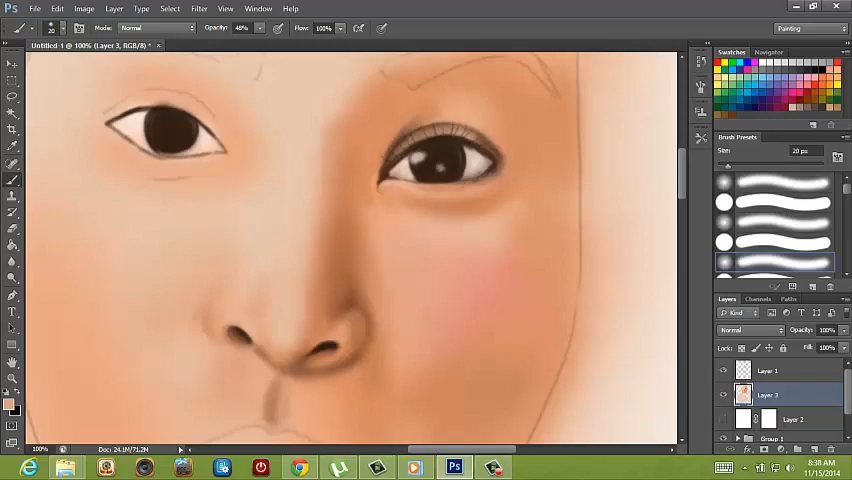 Ps File Edit Image Layer Type Select Filter View Window Help
20 Mode: Normal Opacity: 48% Flow: 100% Painting
Untitled-1 @ 100% (Layer 3, RGB/8) * ×
Swatches Navigator
Brush Presets
Size: 20 px
Layers Channels Paths
Kind
Normal Opacity: 100%
Lock: Fill: 100%
Layer 1
Layer 3
Layer 2
Group 1
100% Doc: 24.1M/71.2M
fx
Ps
8:38 AM
11/15/2014